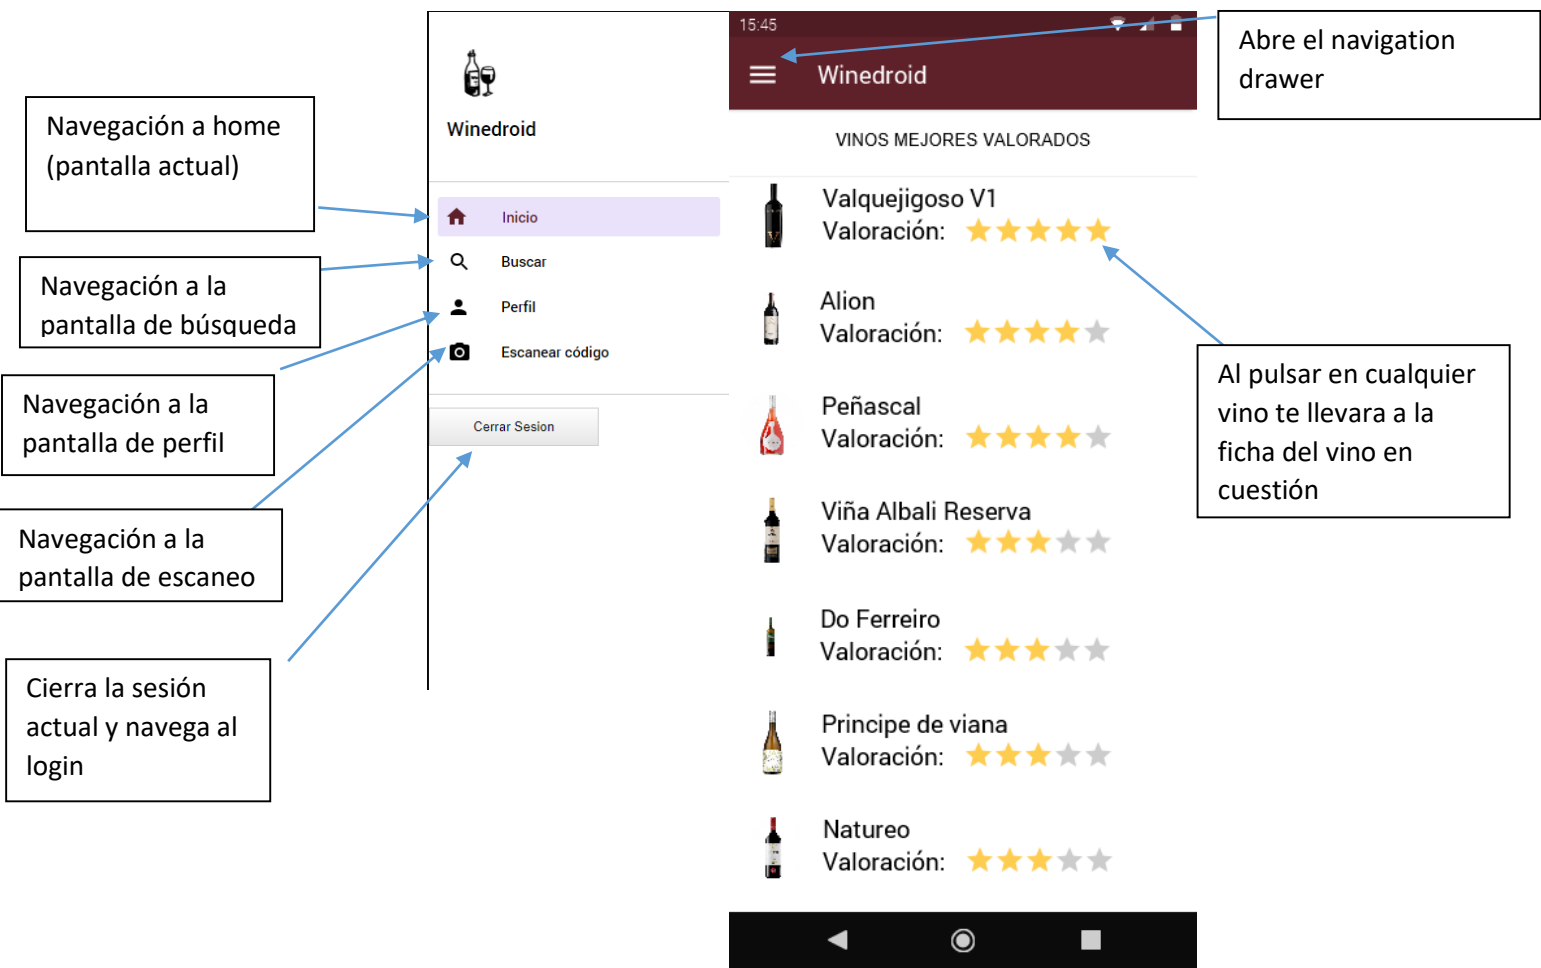 Navegación a home
(pantalla actual)
Navegación a la
pantalla de búsqueda
Navegación a la
pantalla de perfil
Navegación a la
pantalla de escaneo
Cierra la sesión
actual y navega al
login
Winedroid
Inicio
Buscar
Perfil
Escanear código
Cerrar Sesion
15:45
Winedroid
VINOS MEJORES VALORADOS
Valquejigoso V1
Valoración:
Alion
Valoración:
Peñascal
Valoración:
Viña Albali Reserva
Valoración:
Do Ferreiro
Valoración:
Principe de viana
Valoración:
Natureo
Valoración:
Abre el navigation
drawer
Al pulsar en cualquier
vino te llevara a la
ficha del vino en
cuestión